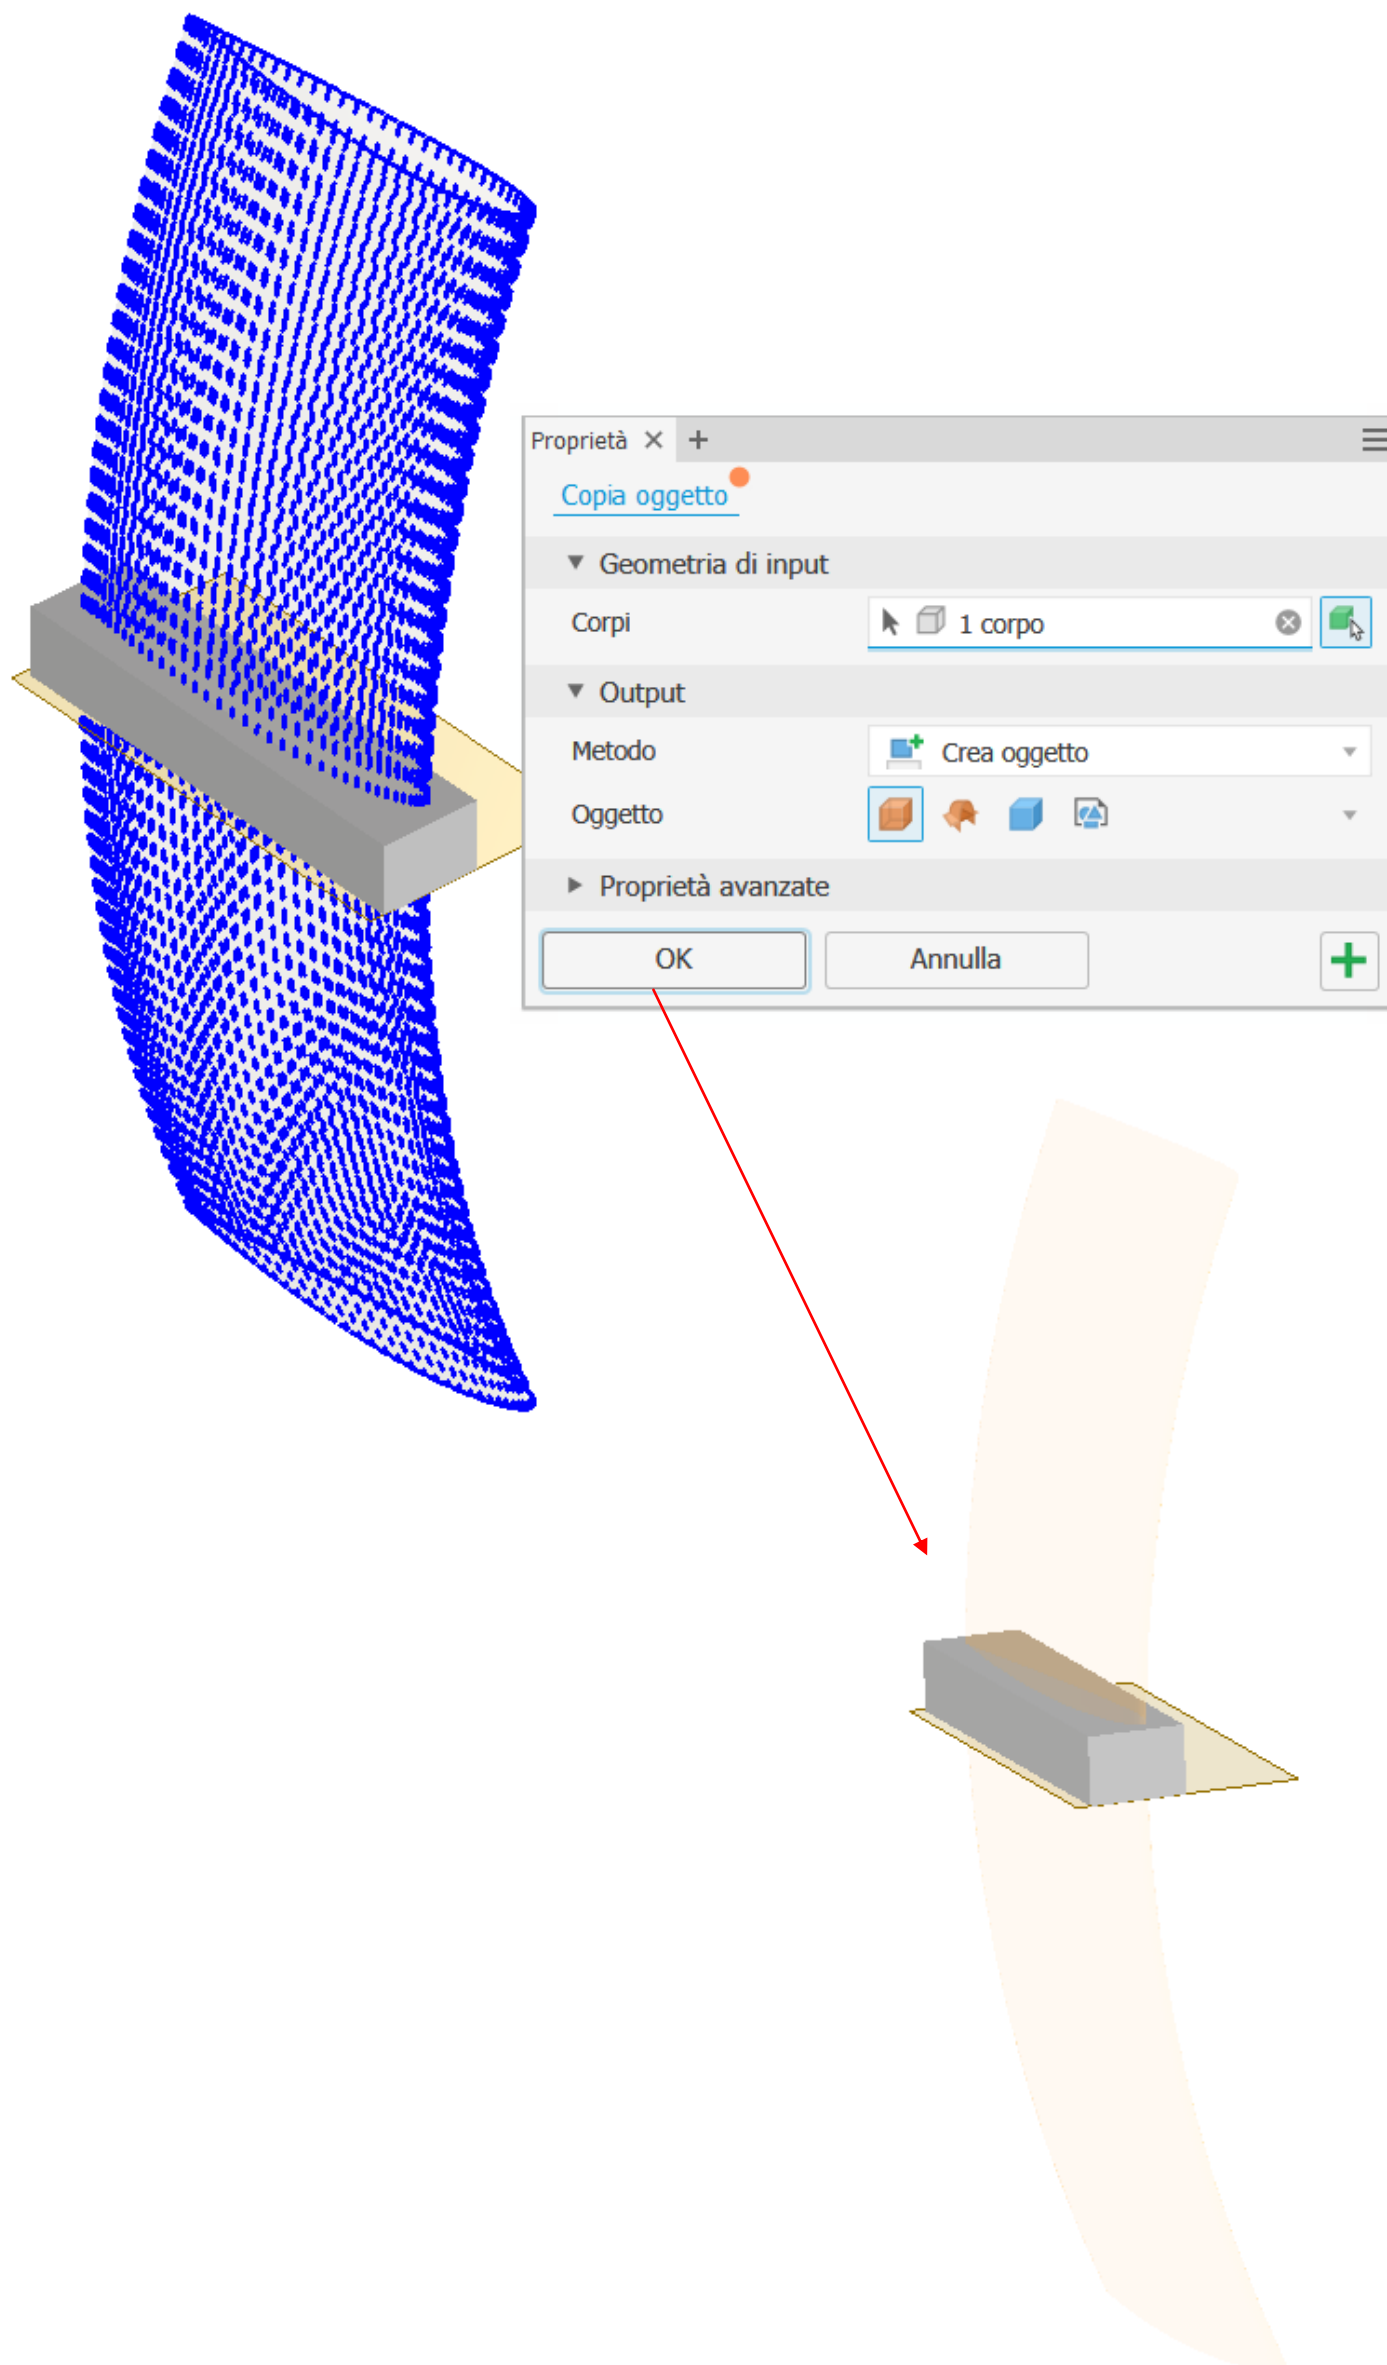 Proprietà
Copia oggetto
Geometria di input
Corpi
1 corpo
Output
Metodo
Crea oggetto
Oggetto
Proprietà avanzate
OK
Annulla